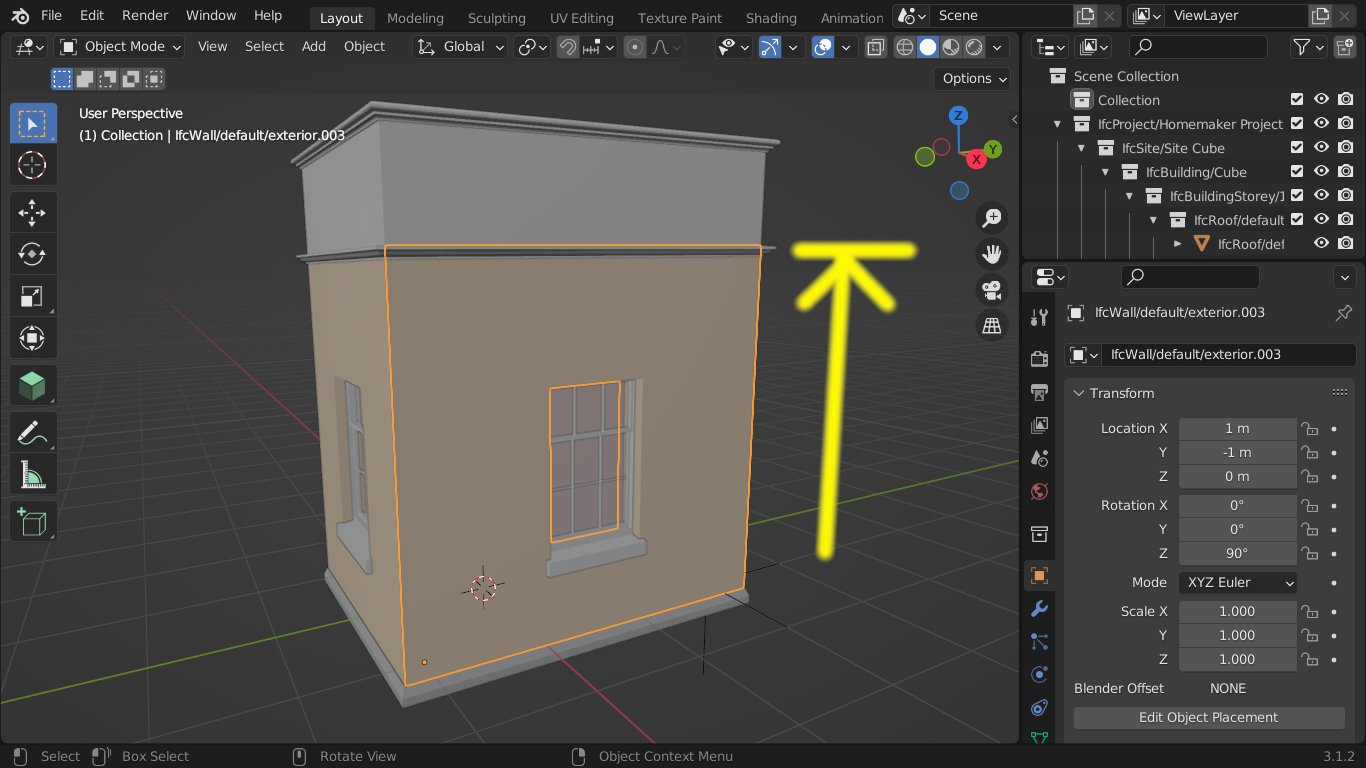 File Edit Render Window Help Layout Modeling Sculpting UV Editing Texture Paint Shading Animation Scene ViewLayer
Object Mode View Select Add Object Global
Options
User Perspective
(1) Collection | IfcWall/default/exterior.003
Z
Y
X
Scene Collection
Collection
IfcProject/Homemaker Project
IfcSite/Site Cube
IfcBuilding/Cube
IfcBuildingStorey/1
IfcRoof/default
IfcRoof/def
IfcWall/default/exterior.003
IfcWall/default/exterior.003
Transform
Location X 1 m
Y -1 m
Z 0 m
Rotation X 0°
Y 0°
Z 90°
Mode XYZ Euler
Scale X 1.000
Y 1.000
Z 1.000
Blender Offset NONE
Edit Object Placement
Select Box Select Rotate View Object Context Menu 3.1.2